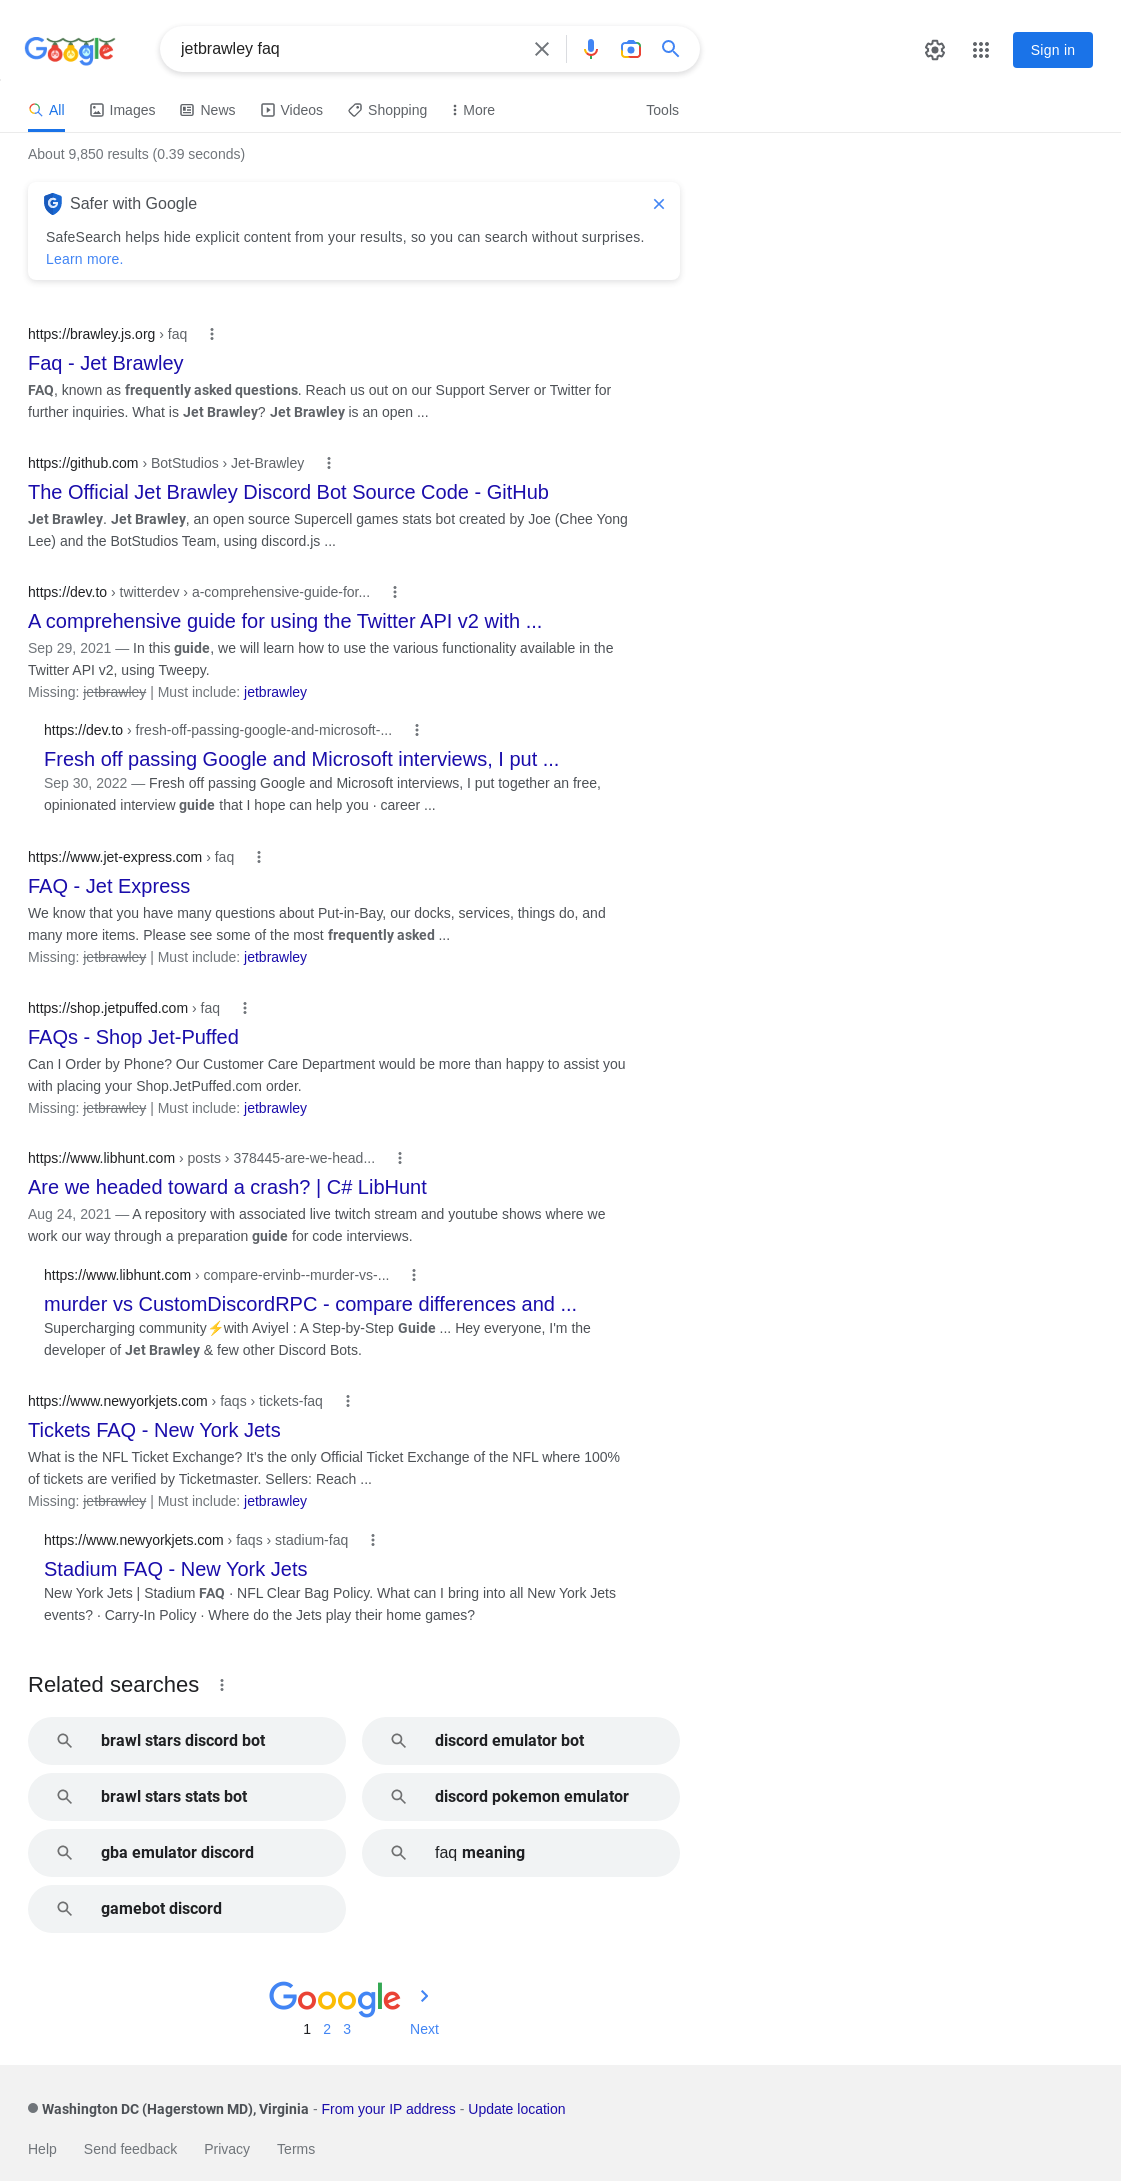 Google
jetbrawley faq
Sign in
All Images News Videos Shopping More Tools
About 9,850 results (0.39 seconds)
Safer with Google
SafeSearch helps hide explicit content from your results, so you can search without surprises.
Learn more.
https://brawley.js.org › faq
Faq - Jet Brawley
FAQ, known as frequently asked questions. Reach us out on our Support Server or Twitter for
further inquiries. What is Jet Brawley? Jet Brawley is an open ...
https://github.com › BotStudios › Jet-Brawley
The Official Jet Brawley Discord Bot Source Code - GitHub
Jet Brawley. Jet Brawley, an open source Supercell games stats bot created by Joe (Chee Yong
Lee) and the BotStudios Team, using discord.js ...
https://dev.to › twitterdev › a-comprehensive-guide-for...
A comprehensive guide for using the Twitter API v2 with ...
Sep 29, 2021 — In this guide, we will learn how to use the various functionality available in the
Twitter API v2, using Tweepy.
Missing: jetbrawley | Must include: jetbrawley
https://dev.to › fresh-off-passing-google-and-microsoft-...
Fresh off passing Google and Microsoft interviews, I put ...
Sep 30, 2022 — Fresh off passing Google and Microsoft interviews, I put together an free,
opinionated interview guide that I hope can help you · career ...
https://www.jet-express.com › faq
FAQ - Jet Express
We know that you have many questions about Put-in-Bay, our docks, services, things do, and
many more items. Please see some of the most frequently asked ...
Missing: jetbrawley | Must include: jetbrawley
https://shop.jetpuffed.com › faq
FAQs - Shop Jet-Puffed
Can I Order by Phone? Our Customer Care Department would be more than happy to assist you
with placing your Shop.JetPuffed.com order.
Missing: jetbrawley | Must include: jetbrawley
https://www.libhunt.com › posts › 378445-are-we-head...
Are we headed toward a crash? | C# LibHunt
Aug 24, 2021 — A repository with associated live twitch stream and youtube shows where we
work our way through a preparation guide for code interviews.
https://www.libhunt.com › compare-ervinb--murder-vs-...
murder vs CustomDiscordRPC - compare differences and ...
Supercharging community⚡with Aviyel : A Step-by-Step Guide ... Hey everyone, I'm the
developer of Jet Brawley & few other Discord Bots.
https://www.newyorkjets.com › faqs › tickets-faq
Tickets FAQ - New York Jets
What is the NFL Ticket Exchange? It's the only Official Ticket Exchange of the NFL where 100%
of tickets are verified by Ticketmaster. Sellers: Reach ...
Missing: jetbrawley | Must include: jetbrawley
https://www.newyorkjets.com › faqs › stadium-faq
Stadium FAQ - New York Jets
New York Jets | Stadium FAQ · NFL Clear Bag Policy. What can I bring into all New York Jets
events? · Carry-In Policy · Where do the Jets play their home games?
Related searches
brawl stars discord bot
discord emulator bot
brawl stars stats bot
discord pokemon emulator
gba emulator discord
faq meaning
gamebot discord
Gooogle
1 2 3 Next
Washington DC (Hagerstown MD), Virginia - From your IP address - Update location
Help Send feedback Privacy Terms